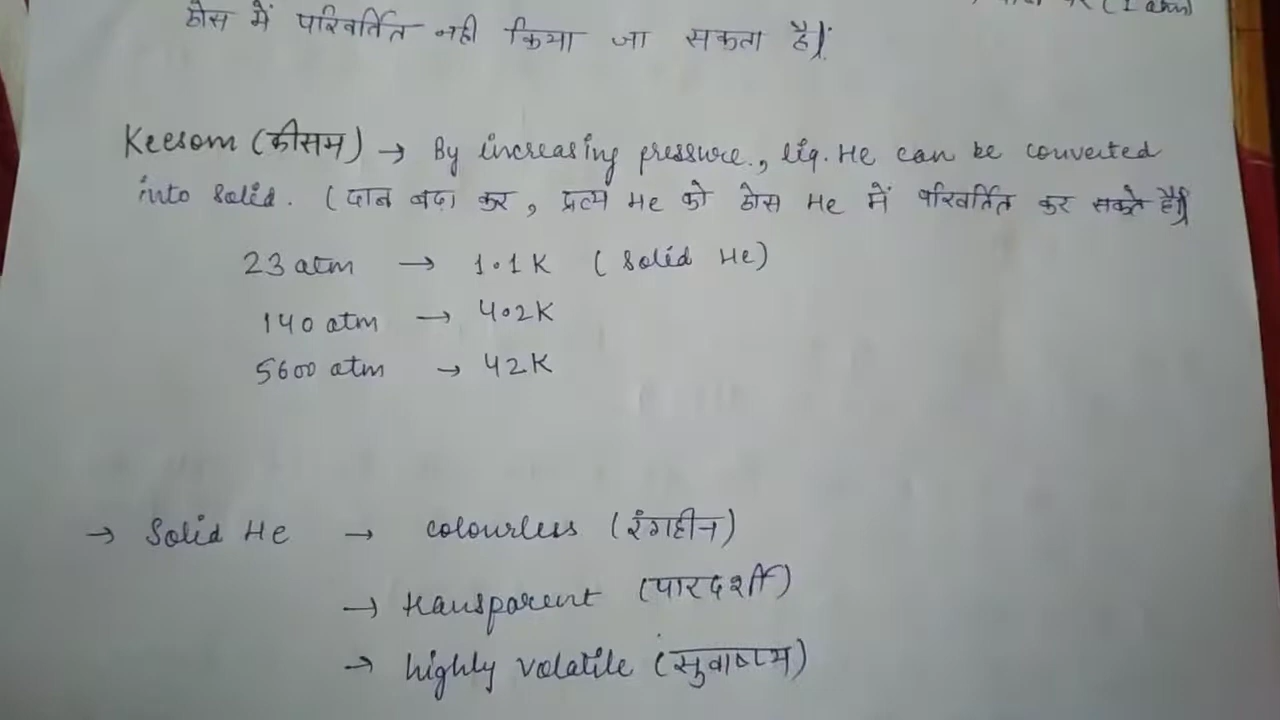 (1 atm)
ठोस में परिवर्तित नही किया जा सकता है।
Keesom (कीसम) → By increasing pressure, liq. He can be converted
into solid. (दाब बढ़ा कर, द्रव्य He को ठोस He में परिवर्तित कर सकते है।)
23 atm → 1.1K (Solid He)
140 atm → 4.2K
5600 atm → 42K
→ Solid He → colourless (रंगहीन)
→ transparent (पारदर्शी)
→ highly volatile (सुवाष्प्य)